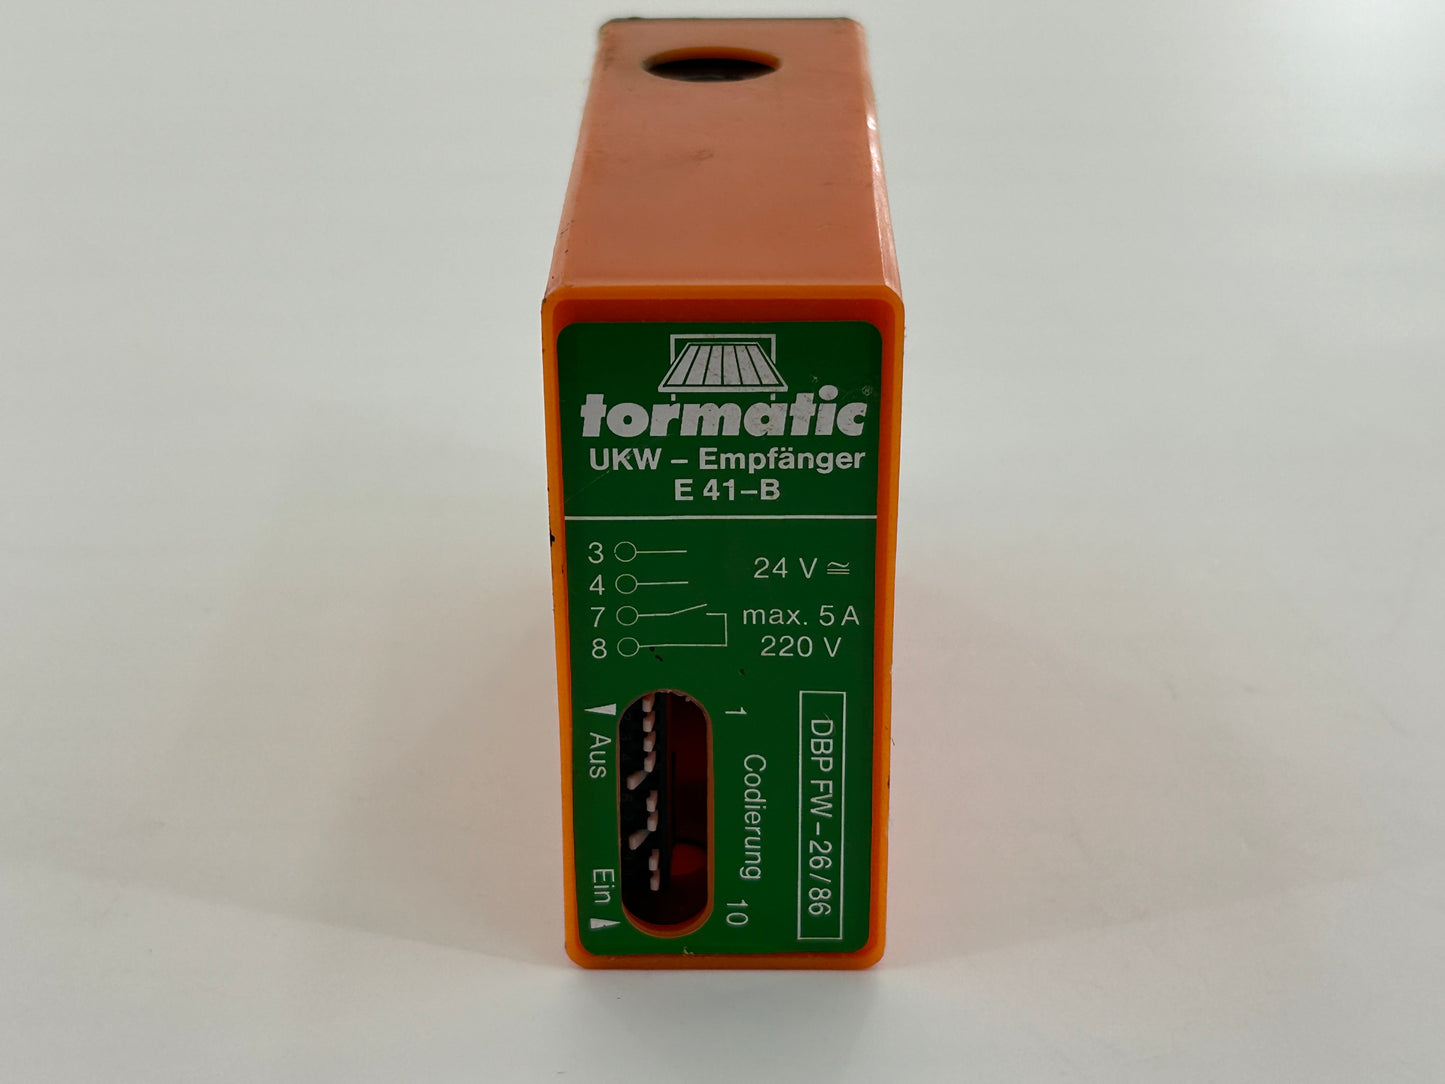 tormatic®
UKW – Empfänger
E 41–B
3
4
7
8
24 V ≅
max. 5 A
220 V
Aus
Ein
1
Codierung
10
DBP FW – 26 / 86